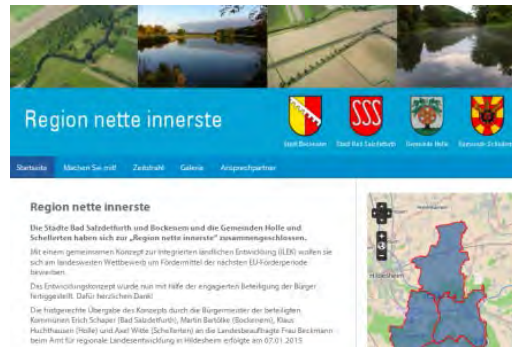 Region nette innerste
Stadt Bockenem Stadt Bad Salzdetfurth Gemeinde Holle Gemeinde Schellerten
Startseite Machen Sie mit! Zeitstrahl Galerie Ansprechpartner
Region nette innerste
Die Städte Bad Salzdetfurth und Bockenem und die Gemeinden Holle und
Schellerten haben sich zur „Region nette innerste" zusammengeschlossen.
Mit einem gemeinsamen Konzept zur Integrierten ländlichen Entwicklung (ILEK) wollen sie
sich am landesweiten Wettbewerb um Fördermittel der nächsten EU-Förderperiode
bewerben.
Das Entwicklungskonzept wurde nun mit Hilfe der engagierten Beteiligung der Bürger
fertiggestellt. Dafür herzlichen Dank!
Die fristgerechte Übergabe des Konzepts durch die Bürgermeister der beteiligten
Kommunen Erich Schaper (Bad Salzdetfurth), Martin Bartölke (Bockenem), Klaus
Huchthausen (Holle) und Axel Witte (Schellerten) an die Landesbeauftragte Frau Beckmann
beim Amt für regionale Landesentwicklung in Hildesheim erfolgte am 07.01.2015
Hildesheim